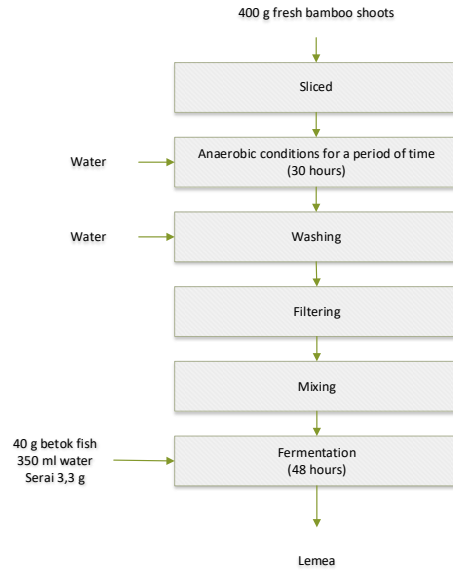 400 g fresh bamboo shoots
Sliced
Water
Anaerobic conditions for a period of time
(30 hours)
Water
Washing
Filtering
Mixing
40 g betok fish
350 ml water
Serai 3,3 g
Fermentation
(48 hours)
Lemea